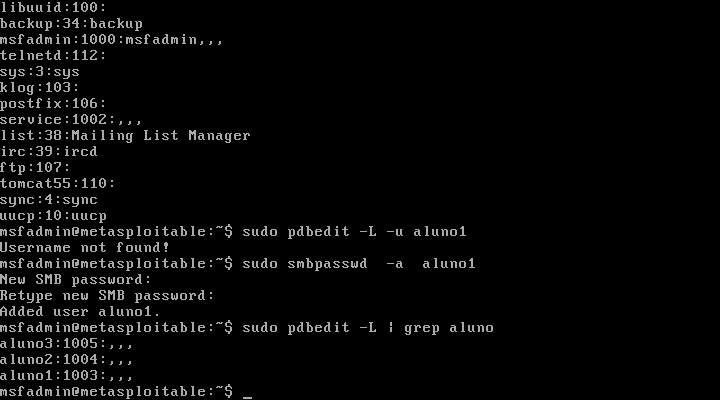 libuuid:100:
backup:34:backup
msfadmin:1000:msfadmin,,,
telnetd:112:
sys:3:sys
klog:103:
postfix:106:
service:1002:,,,
list:38:Mailing List Manager
irc:39:ircd
ftp:107:
tomcat55:110:
sync:4:sync
uucp:10:uucp
msfadmin@metasploitable:~$ sudo pdbedit -L -u aluno1
Username not found!
msfadmin@metasploitable:~$ sudo smbpasswd  -a  aluno1
New SMB password:
Retype new SMB password:
Added user aluno1.
msfadmin@metasploitable:~$ sudo pdbedit -L | grep aluno
aluno3:1005:,,,
aluno2:1004:,,,
aluno1:1003:,,,
msfadmin@metasploitable:~$ _